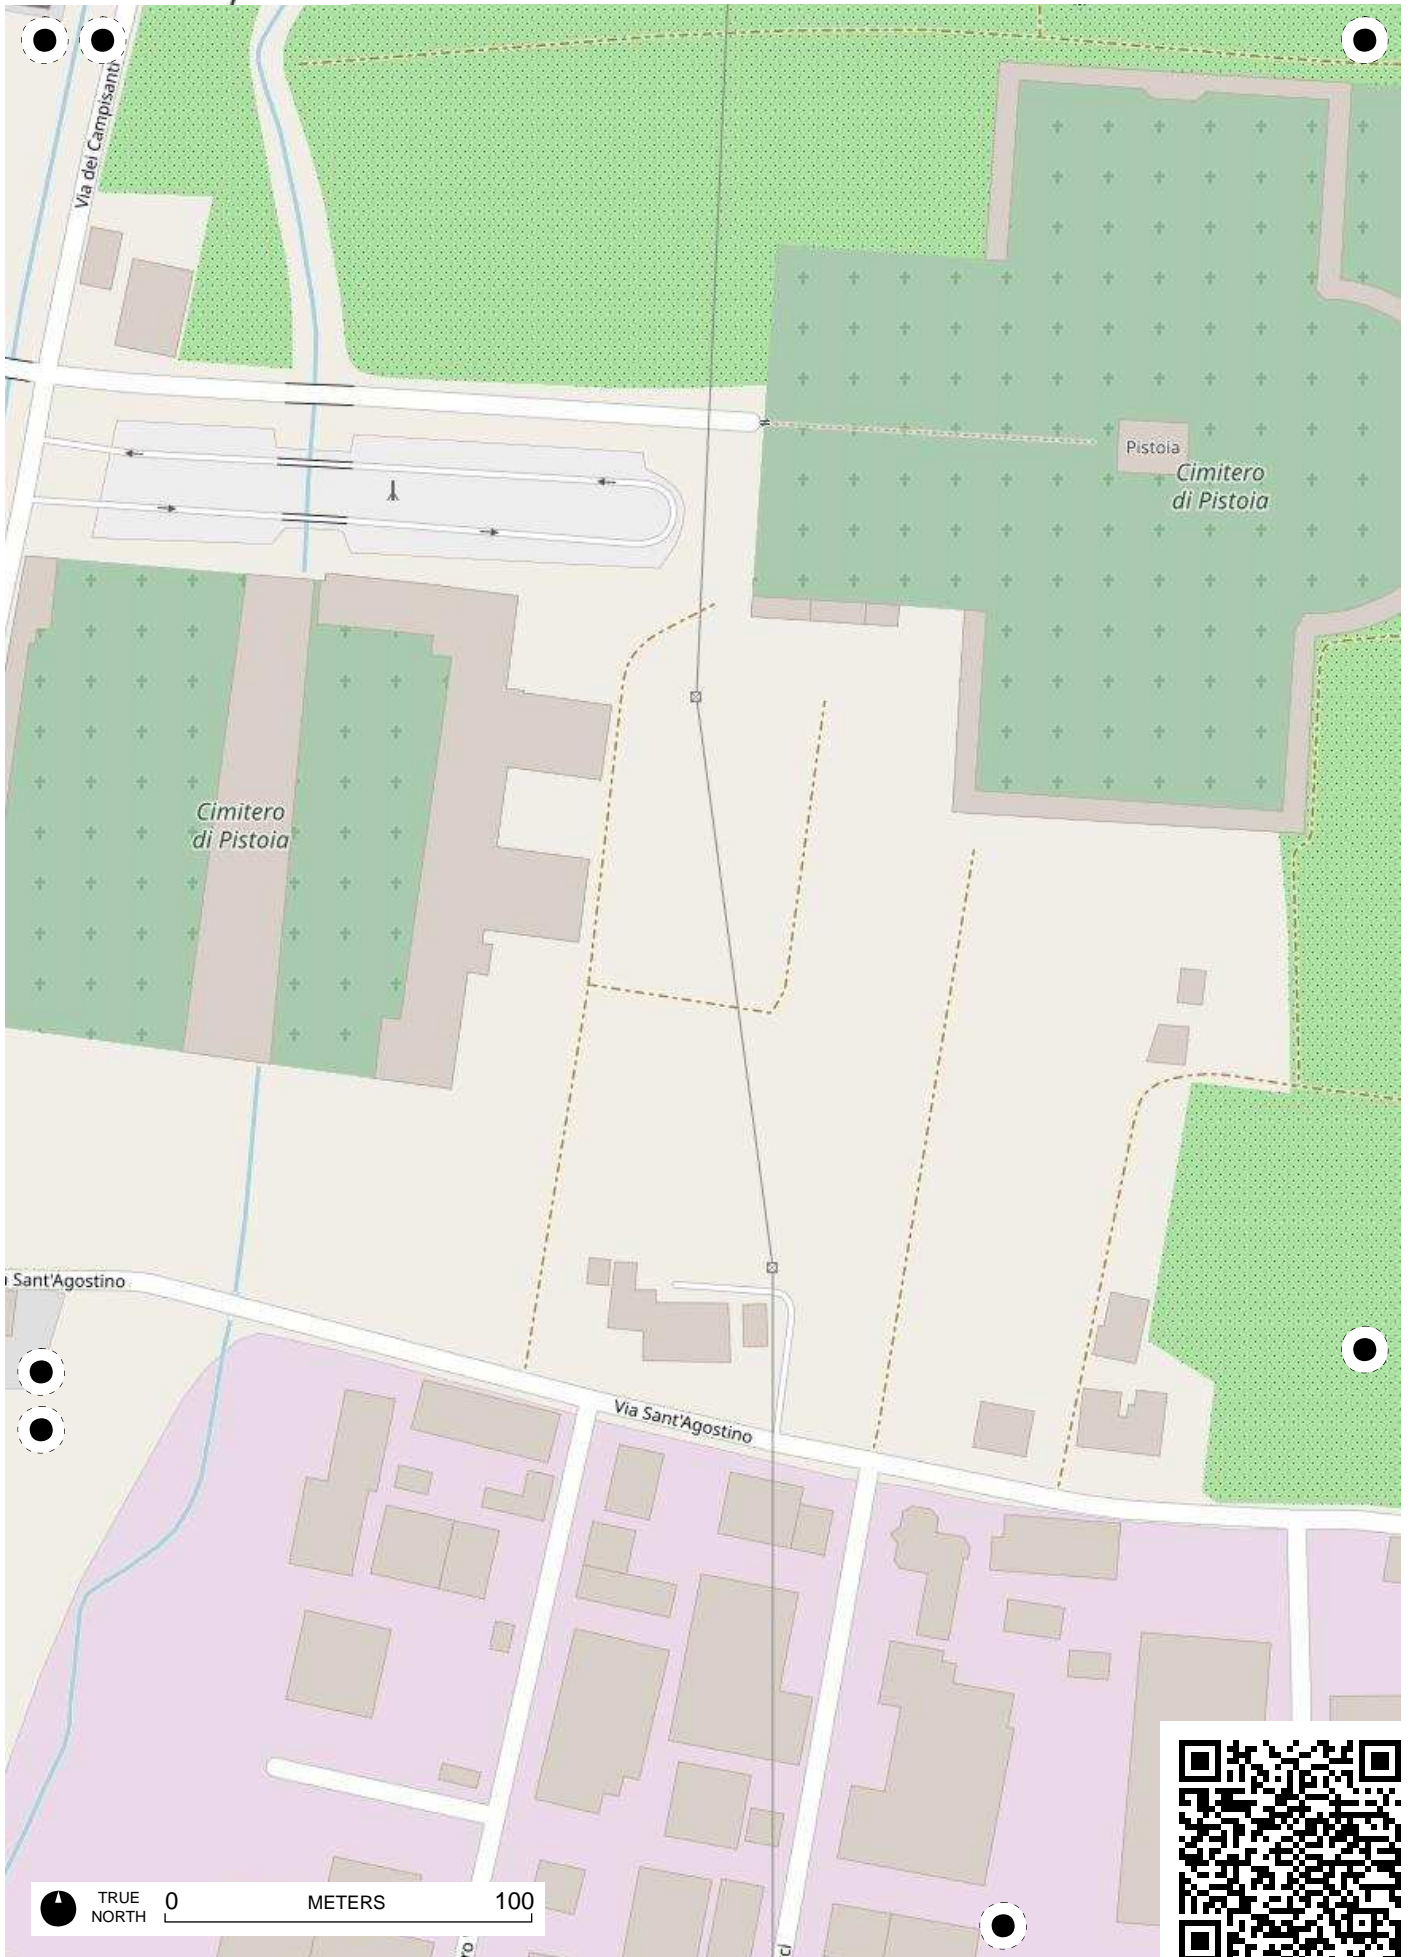 Via dei Campisanti
Pistoia
Cimitero
di Pistoia
Cimitero
di Pistoia
Sant'Agostino
Via Sant'Agostino
TRUE
NORTH
0
METERS
100